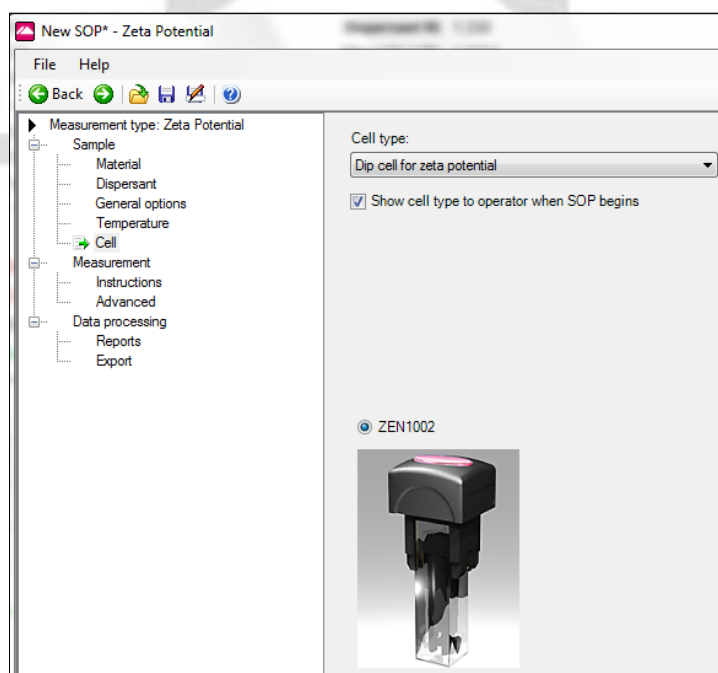 New SOP* - Zeta Potential
File Help
Back
Measurement type: Zeta Potential
Sample
Material
Dispersant
General options
Temperature
Cell
Measurement
Instructions
Advanced
Data processing
Reports
Export
Cell type:
Dip cell for zeta potential
Show cell type to operator when SOP begins
ZEN1002